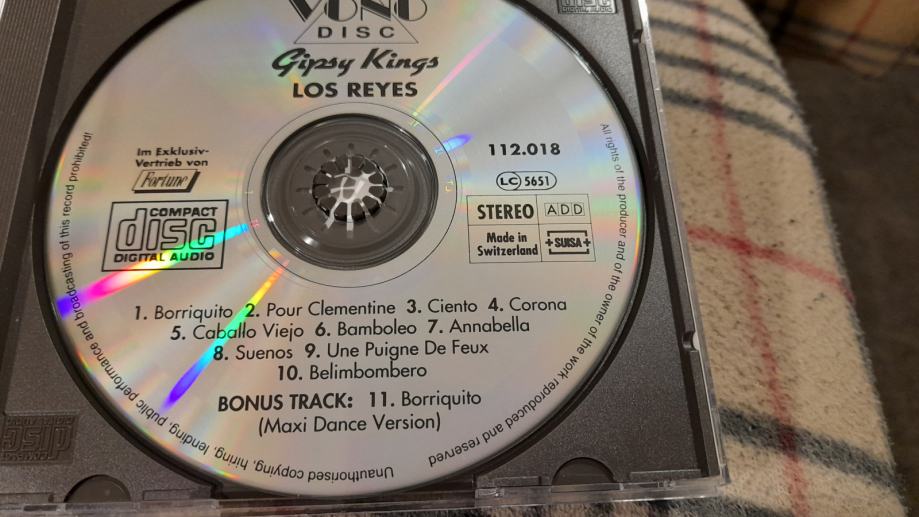 VONO
DISC
Gipsy Kings
LOS REYES
Im Exklusiv-
Vertrieb von
Fortune
COMPACT
disc
DIGITAL AUDIO
112.018
LC 5651
STEREO ADD
Made in
Switzerland
+SUISA+
1. Borriquito 2. Pour Clementine 3. Ciento 4. Corona
5. Caballo Viejo 6. Bamboleo 7. Annabella
8. Suenos 9. Une Puigne De Feux
10. Belimbombero
BONUS TRACK: 11. Borriquito
(Maxi Dance Version)
All rights of the producer and of the owner of the work reproduced and reserved
Unauthorised copying, hiring, lending, public performance and broadcasting of this record prohibited!
disc
disc